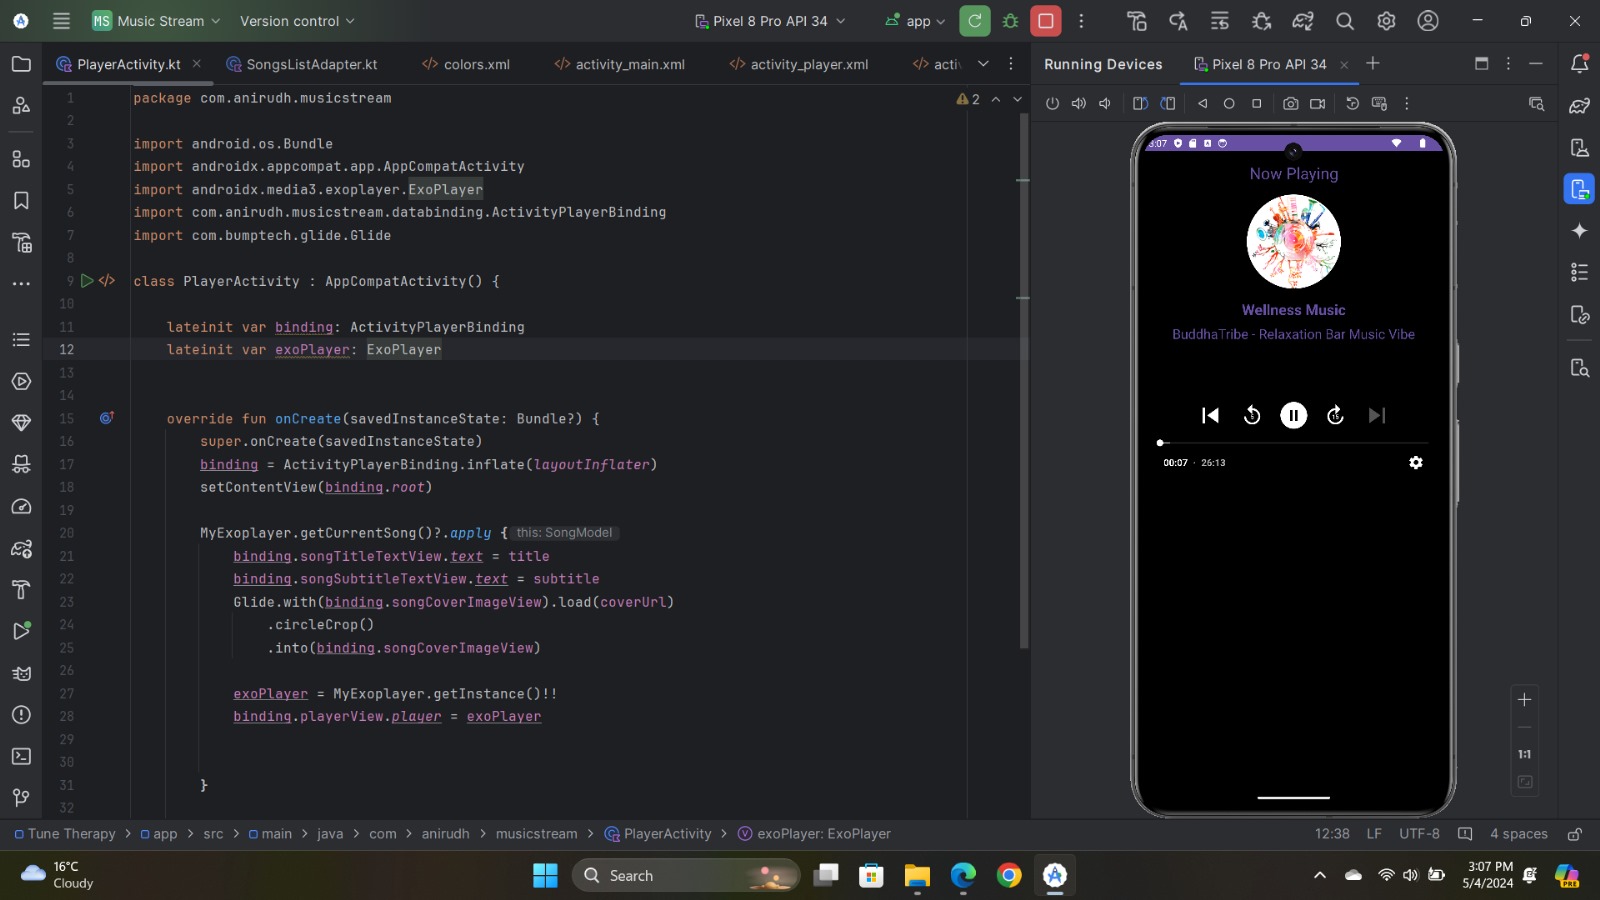 MS Music Stream Version control Pixel 8 Pro API 34 app
PlayerActivity.kt SongsListAdapter.kt colors.xml activity_main.xml activity_player.xml acti
Running Devices Pixel 8 Pro API 34
1 package com.anirudh.musicstream 2
2
3 import android.os.Bundle
4 import androidx.appcompat.app.AppCompatActivity
5 import androidx.media3.exoplayer.ExoPlayer
6 import com.anirudh.musicstream.databinding.ActivityPlayerBinding
7 import com.bumptech.glide.Glide
8
9 class PlayerActivity : AppCompatActivity() {
10
11 lateinit var binding: ActivityPlayerBinding
12 lateinit var exoPlayer: ExoPlayer
13
14
15 override fun onCreate(savedInstanceState: Bundle?) {
16 super.onCreate(savedInstanceState)
17 binding = ActivityPlayerBinding.inflate(layoutInflater)
18 setContentView(binding.root)
19
20 MyExoplayer.getCurrentSong()?.apply { this: SongModel
21 binding.songTitleTextView.text = title
22 binding.songSubtitleTextView.text = subtitle
23 Glide.with(binding.songCoverImageView).load(coverUrl)
24 .circleCrop()
25 .into(binding.songCoverImageView)
26
27 exoPlayer = MyExoplayer.getInstance()!!
28 binding.playerView.player = exoPlayer
29
30
31 }
32
3:07
Now Playing
Wellness Music
BuddhaTribe - Relaxation Bar Music Vibe
5 15
00:07 · 26:13
1:1
Tune Therapy > app > src > main > java > com > anirudh > musicstream > PlayerActivity > exoPlayer: ExoPlayer 12:38 LF UTF-8 4 spaces
16°C
Cloudy
Search
3:07 PM
5/4/2024
PRE